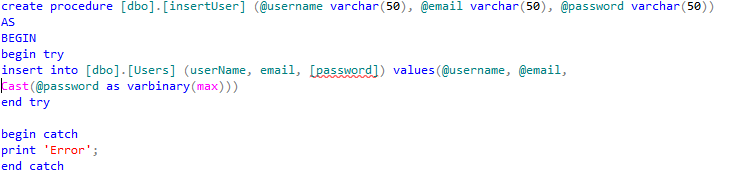 create procedure [dbo].[insertUser] (@username varchar(50), @email varchar(50), @password varchar(50))
AS
BEGIN
begin try
insert into [dbo].[Users] (userName, email, [password]) values(@username, @email,
Cast(@password as varbinary(max)))
end try
begin catch
print 'Error';
end catch